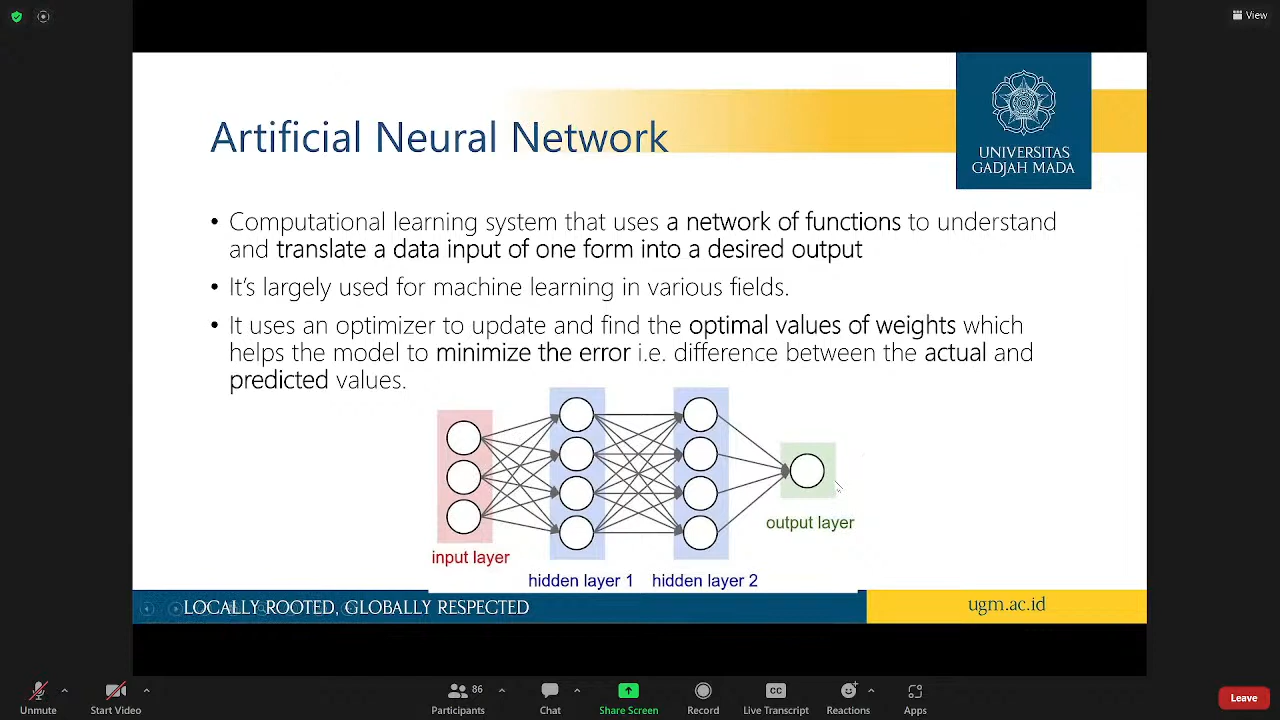 View
Artificial Neural Network
UNIVERSITAS
GADJAH MADA
• Computational learning system that uses a network of functions to understand
and translate a data input of one form into a desired output
• It's largely used for machine learning in various fields.
• It uses an optimizer to update and find the optimal values of weights which
helps the model to minimize the error i.e. difference between the actual and
predicted values.
input layer
hidden layer 1
hidden layer 2
output layer
LOCALLY ROOTED, GLOBALLY RESPECTED
ugm.ac.id
Unmute
Start Video
86
Participants
Chat
Share Screen
Record
CC
Live Transcript
Reactions
Apps
Leave